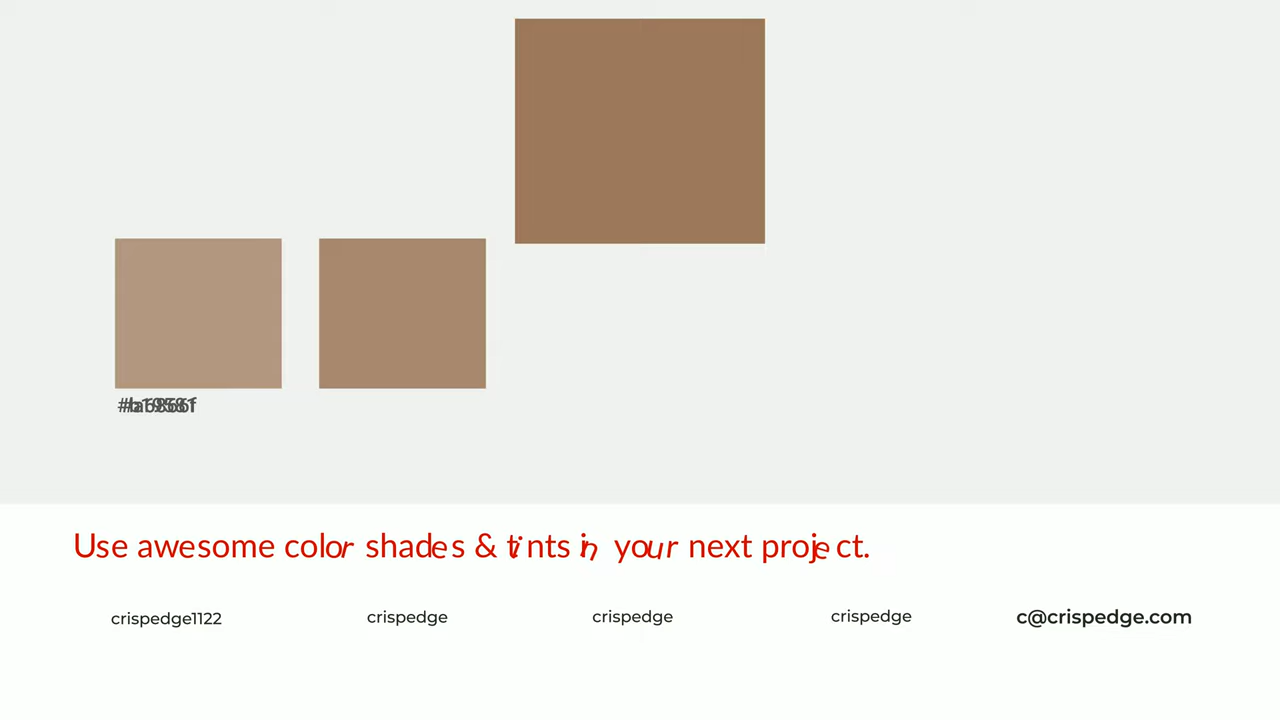 Use awesome color shades & tints in your next project.
crispedge1122 crispedge crispedge crispedge c@crispedge.com